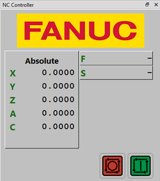 NC Controller
FANUC
Absolute
X 0.0000
Y 0.0000
Z 0.0000
A 0.0000
C 0.0000
F –
S –